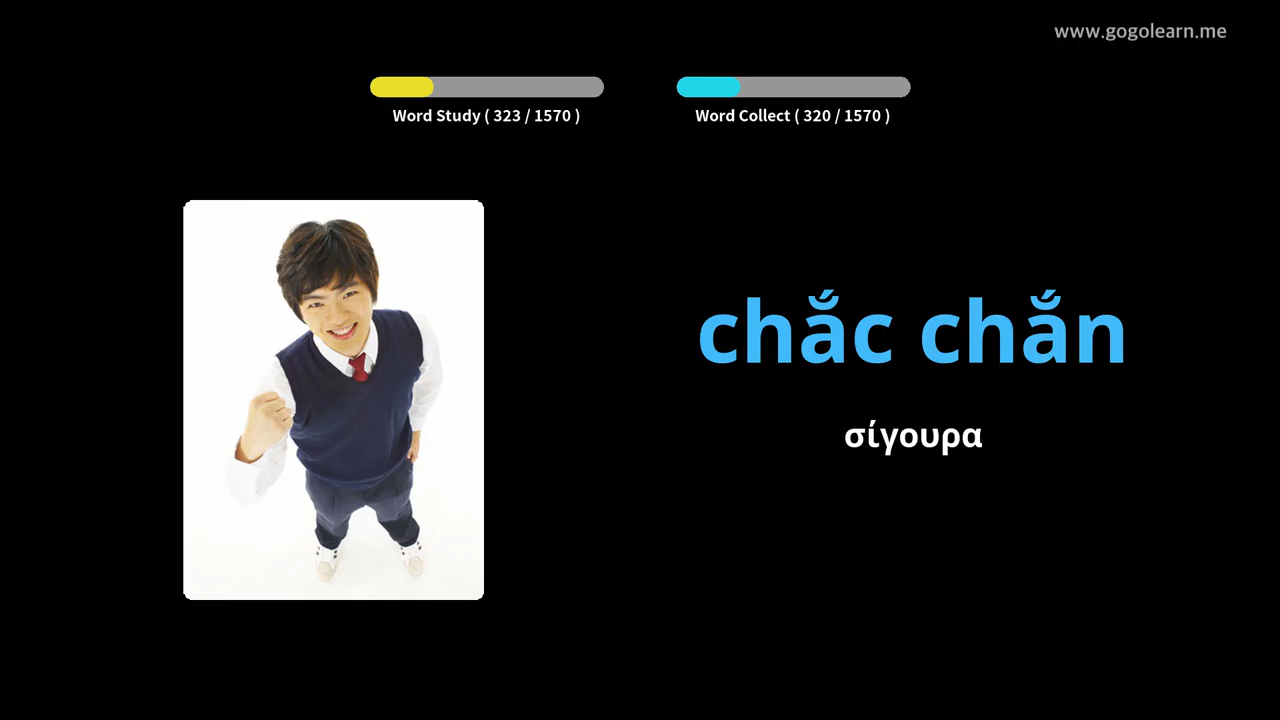 www.gogolearn.me
Word Study ( 323 / 1570 )
Word Collect ( 320 / 1570 )
chắc chắn
σίγουρα